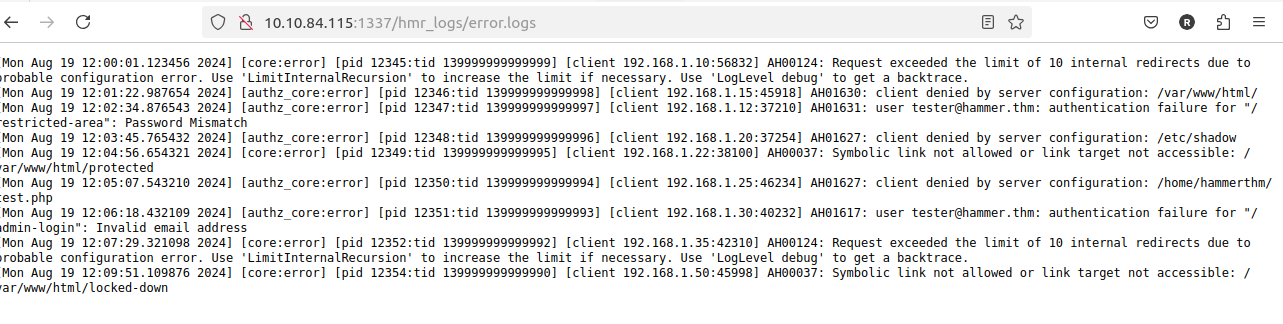 10.10.84.115:1337/hmr_logs/error.logs
[Mon Aug 19 12:00:01.123456 2024] [core:error] [pid 12345:tid 139999999999999] [client 192.168.1.10:56832] AH00124: Request exceeded the limit of 10 internal redirects due to
probable configuration error. Use 'LimitInternalRecursion' to increase the limit if necessary. Use 'LogLevel debug' to get a backtrace.
[Mon Aug 19 12:01:22.987654 2024] [authz_core:error] [pid 12346:tid 139999999999998] [client 192.168.1.15:45918] AH01630: client denied by server configuration: /var/www/html/
[Mon Aug 19 12:02:34.876543 2024] [authz_core:error] [pid 12347:tid 139999999999997] [client 192.168.1.12:37210] AH01631: user tester@hammer.thm: authentication failure for "/
restricted-area": Password Mismatch
[Mon Aug 19 12:03:45.765432 2024] [authz_core:error] [pid 12348:tid 139999999999996] [client 192.168.1.20:37254] AH01627: client denied by server configuration: /etc/shadow
[Mon Aug 19 12:04:56.654321 2024] [core:error] [pid 12349:tid 139999999999995] [client 192.168.1.22:38100] AH00037: Symbolic link not allowed or link target not accessible: /
var/www/html/protected
[Mon Aug 19 12:05:07.543210 2024] [authz_core:error] [pid 12350:tid 139999999999994] [client 192.168.1.25:46234] AH01627: client denied by server configuration: /home/hammerthm/
test.php
[Mon Aug 19 12:06:18.432109 2024] [authz_core:error] [pid 12351:tid 139999999999993] [client 192.168.1.30:40232] AH01617: user tester@hammer.thm: authentication failure for "/
admin-login": Invalid email address
[Mon Aug 19 12:07:29.321098 2024] [core:error] [pid 12352:tid 139999999999992] [client 192.168.1.35:42310] AH00124: Request exceeded the limit of 10 internal redirects due to
probable configuration error. Use 'LimitInternalRecursion' to increase the limit if necessary. Use 'LogLevel debug' to get a backtrace.
[Mon Aug 19 12:09:51.109876 2024] [core:error] [pid 12354:tid 139999999999990] [client 192.168.1.50:45998] AH00037: Symbolic link not allowed or link target not accessible: /
var/www/html/locked-down